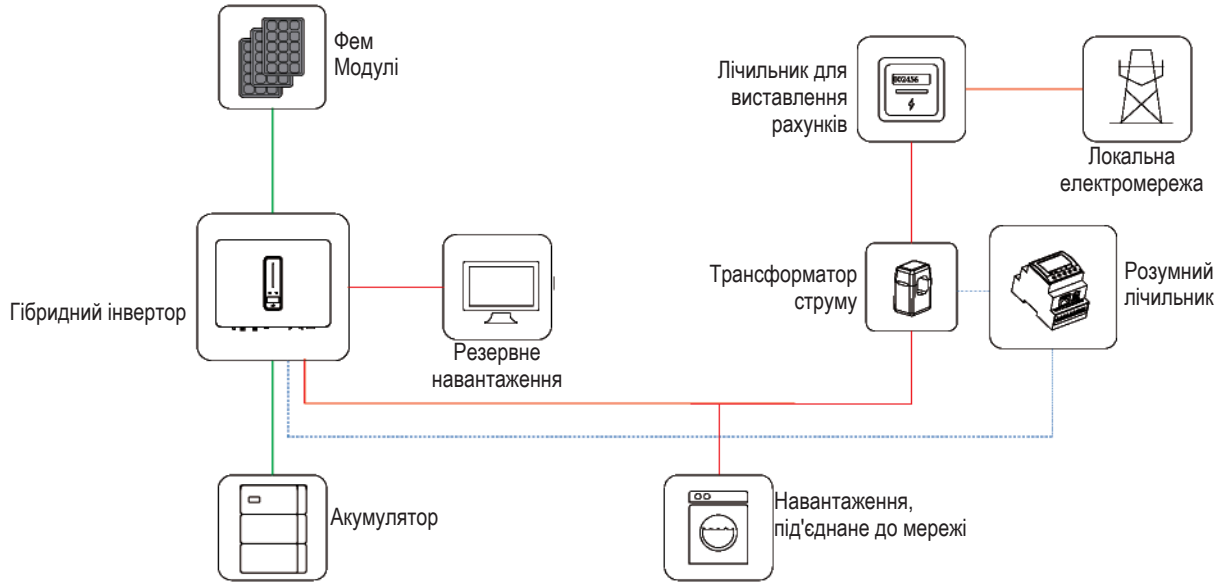 Фем
Модулі
Лічильник для
виставлення
рахунків
002456
Локальна
електромережа
Гібридний інвертор
Резервне
навантаження
Трансформатор
струму
Розумний
лічильник
Акумулятор
Навантаження,
під'єднане до мережі